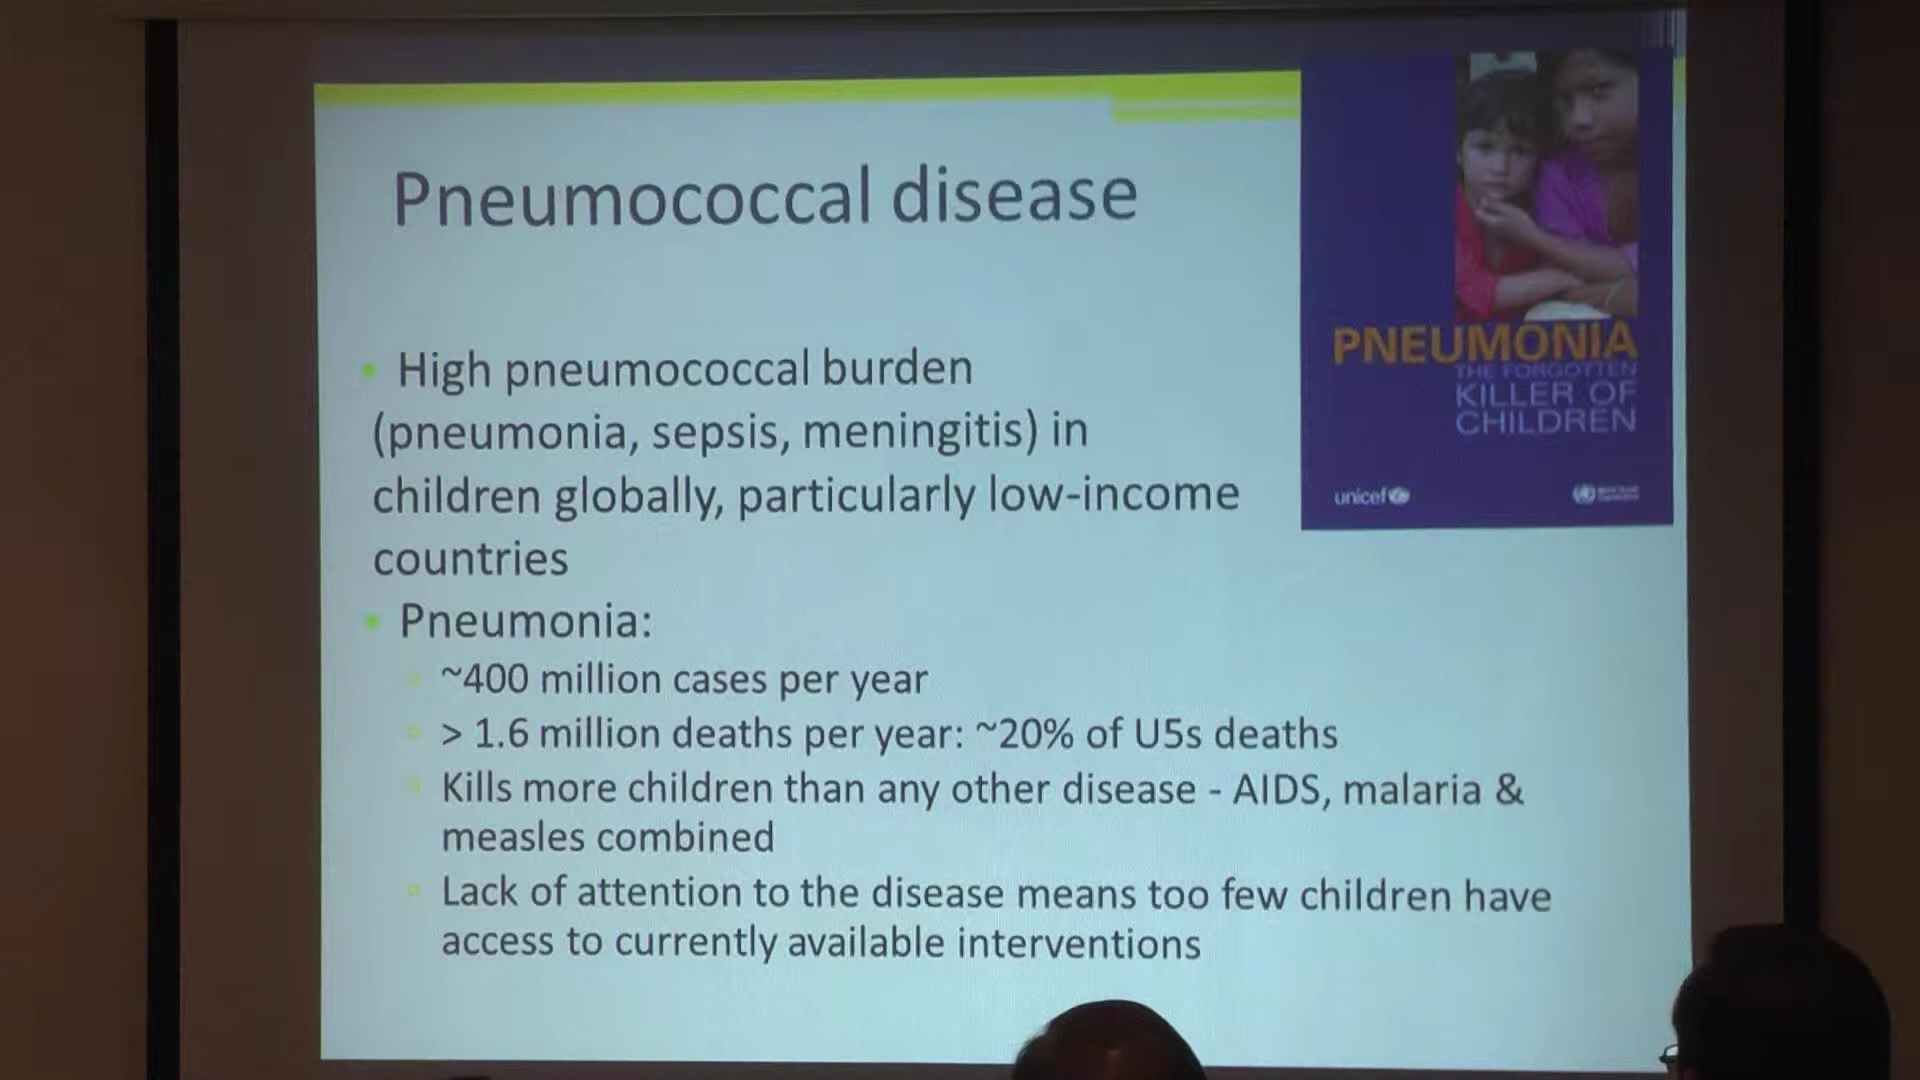 Pneumococcal disease
• High pneumococcal burden
(pneumonia, sepsis, meningitis) in
children globally, particularly low-income
countries
• Pneumonia:
~400 million cases per year
> 1.6 million deaths per year: ~20% of U5s deaths
Kills more children than any other disease - AIDS, malaria &
measles combined
Lack of attention to the disease means too few children have
access to currently available interventions
PNEUMONIA
THE FORGOTTEN
KILLER OF
CHILDREN
unicef